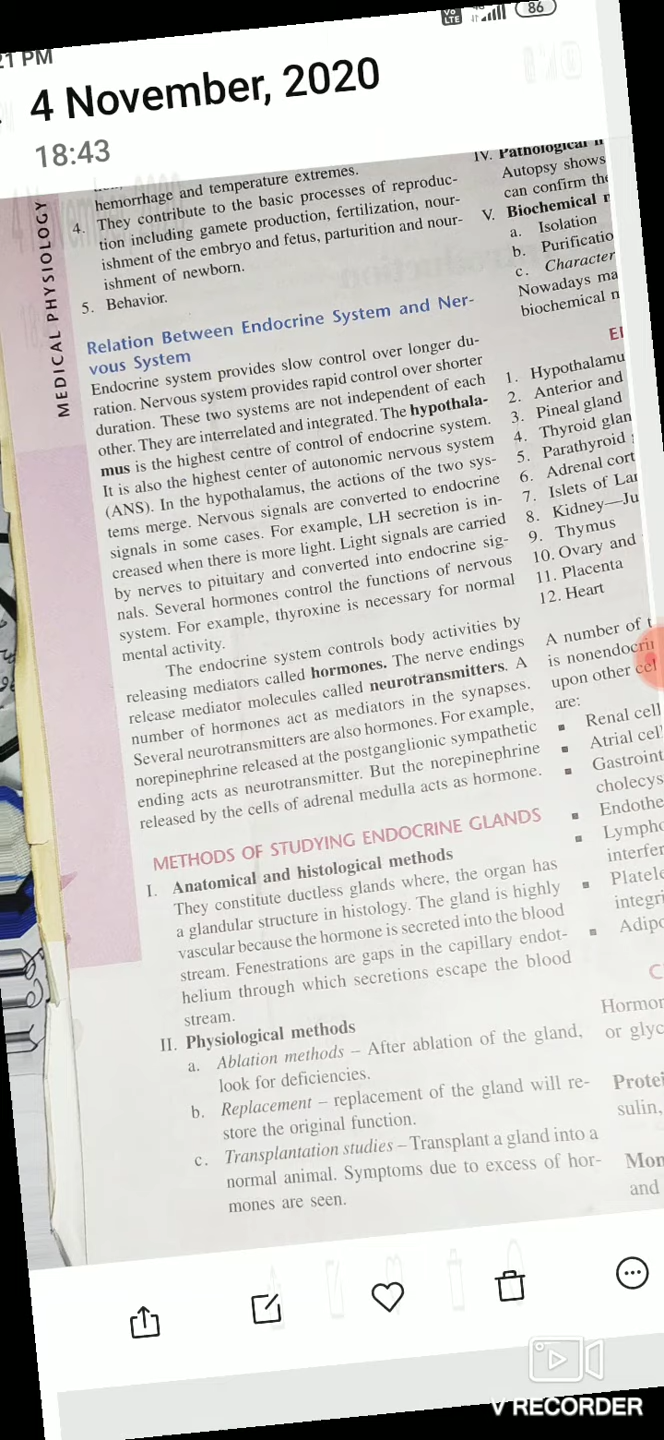 21 PM
VO LTE
86
4 November, 2020
18:43
MEDICAL PHYSIOLOGY
hemorrhage and temperature extremes.
4. They contribute to the basic processes of reproduc-
tion including gamete production, fertilization, nour-
ishment of the embryo and fetus, parturition and nour-
ishment of newborn.
5. Behavior.
Relation Between Endocrine System and Ner-
vous System
Endocrine system provides slow control over longer du-
ration. Nervous system provides rapid control over shorter
duration. These two systems are not independent of each
other. They are interrelated and integrated. The hypothala-
mus is the highest centre of control of endocrine system.
It is also the highest center of autonomic nervous system
(ANS). In the hypothalamus, the actions of the two sys-
tems merge. Nervous signals are converted to endocrine
signals in some cases. For example, LH secretion is in-
creased when there is more light. Light signals are carried
by nerves to pituitary and converted into endocrine sig-
nals. Several hormones control the functions of nervous
system. For example, thyroxine is necessary for normal
mental activity.
The endocrine system controls body activities by
releasing mediators called hormones. The nerve endings
release mediator molecules called neurotransmitters. A
number of hormones act as mediators in the synapses.
Several neurotransmitters are also hormones. For example,
norepinephrine released at the postganglionic sympathetic
ending acts as neurotransmitter. But the norepinephrine
released by the cells of adrenal medulla acts as hormone.
METHODS OF STUDYING ENDOCRINE GLANDS
I. Anatomical and histological methods
They constitute ductless glands where, the organ has
a glandular structure in histology. The gland is highly
vascular because the hormone is secreted into the blood
stream. Fenestrations are gaps in the capillary endot-
helium through which secretions escape the blood
stream.
II. Physiological methods
a. Ablation methods – After ablation of the gland,
look for deficiencies.
b. Replacement – replacement of the gland will re-
store the original function.
c. Transplantation studies – Transplant a gland into a
normal animal. Symptoms due to excess of hor-
mones are seen.
IV. Pathological
Autopsy shows
can confirm the
V. Biochemical
a. Isolation
b. Purificatio
c. Character
Nowadays ma
biochemical
1. Hypothalamu
2. Anterior and
3. Pineal gland
4. Thyroid glan
5. Parathyroid
6. Adrenal cort
7. Islets of Lan
8. Kidney—Ju
9. Thymus
10. Ovary and
11. Placenta
12. Heart
A number of
is nonendocri
upon other cel
are:
Renal cell
Atrial cel
Gastroint
cholecys
Endothe
Lympho
interfer
Platele
integri
Adipo
C
Hormon
or glyc
Protei
sulin,
Mon
and
V RECORDER